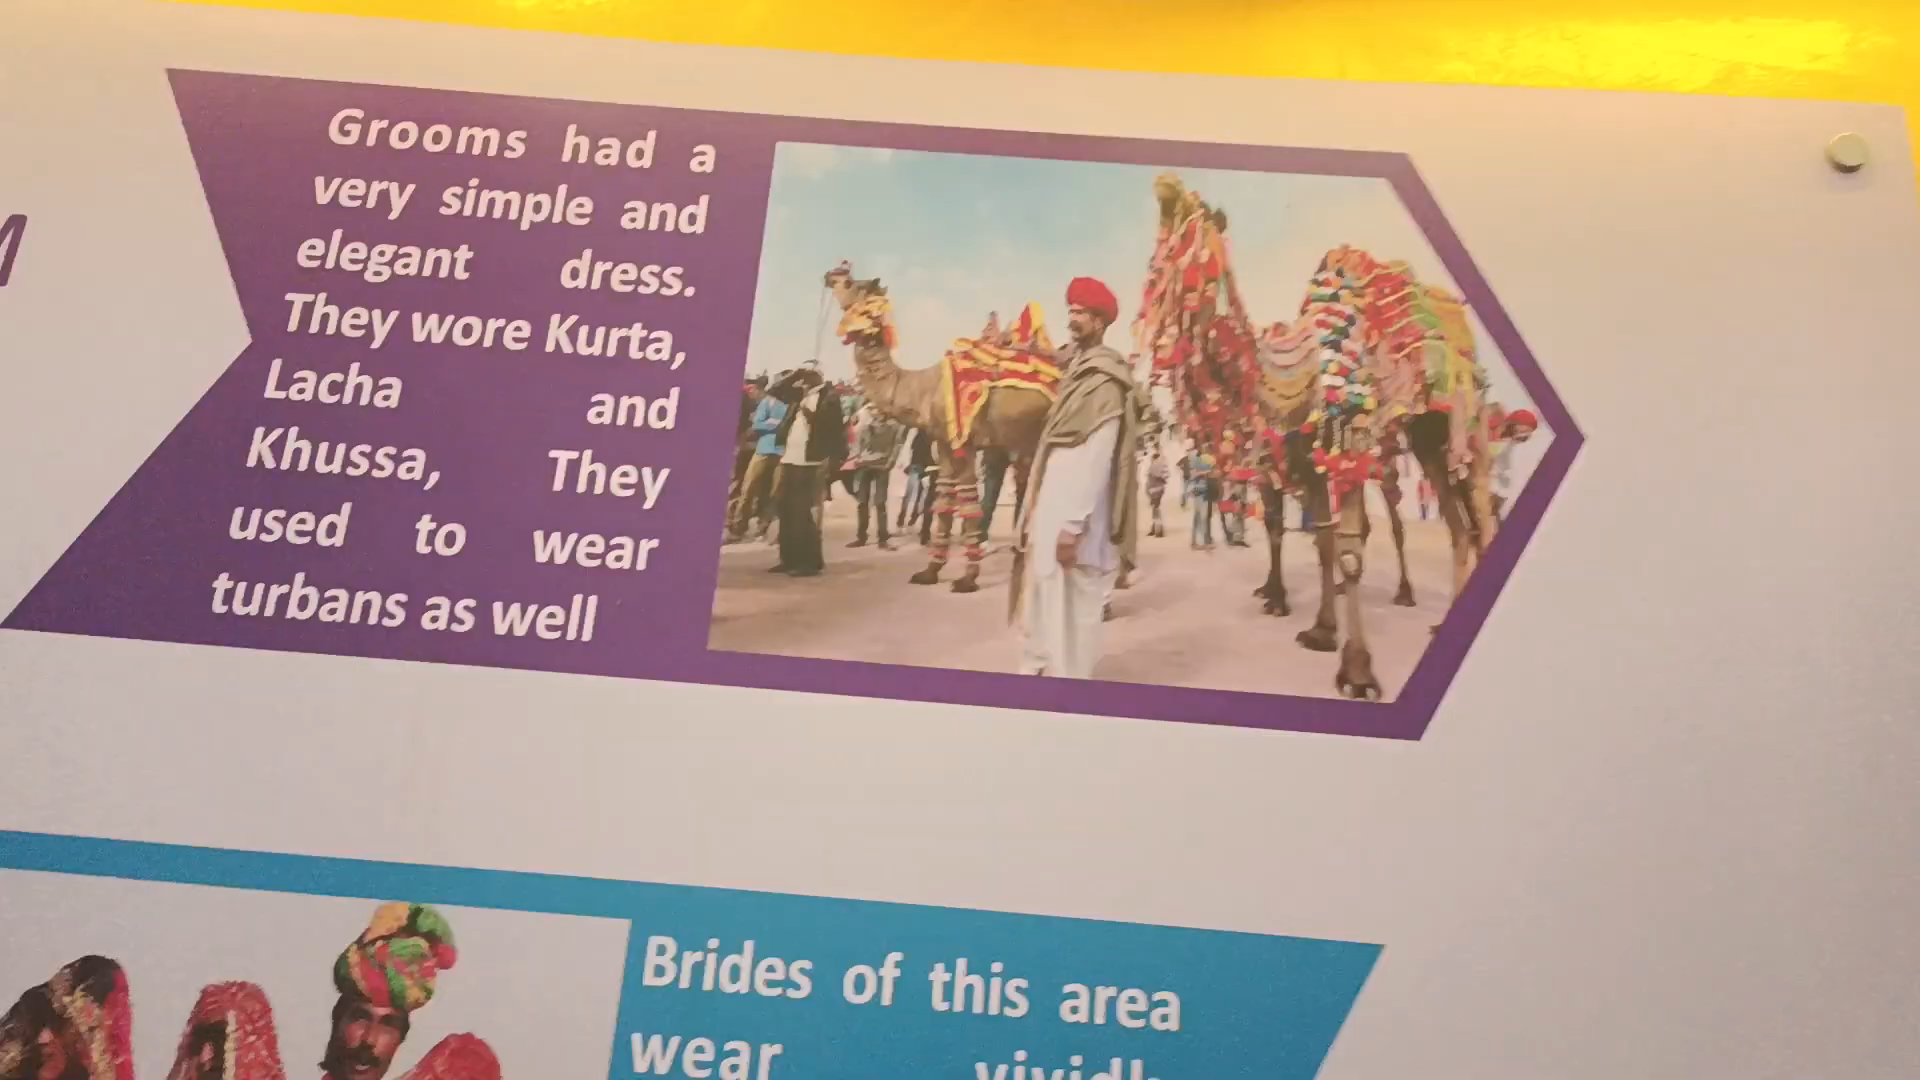 Grooms had a
very simple and
elegant dress.
They wore Kurta,
Lacha and
Khussa, They
used to wear
turbans as well
Brides of this area
wear vividly